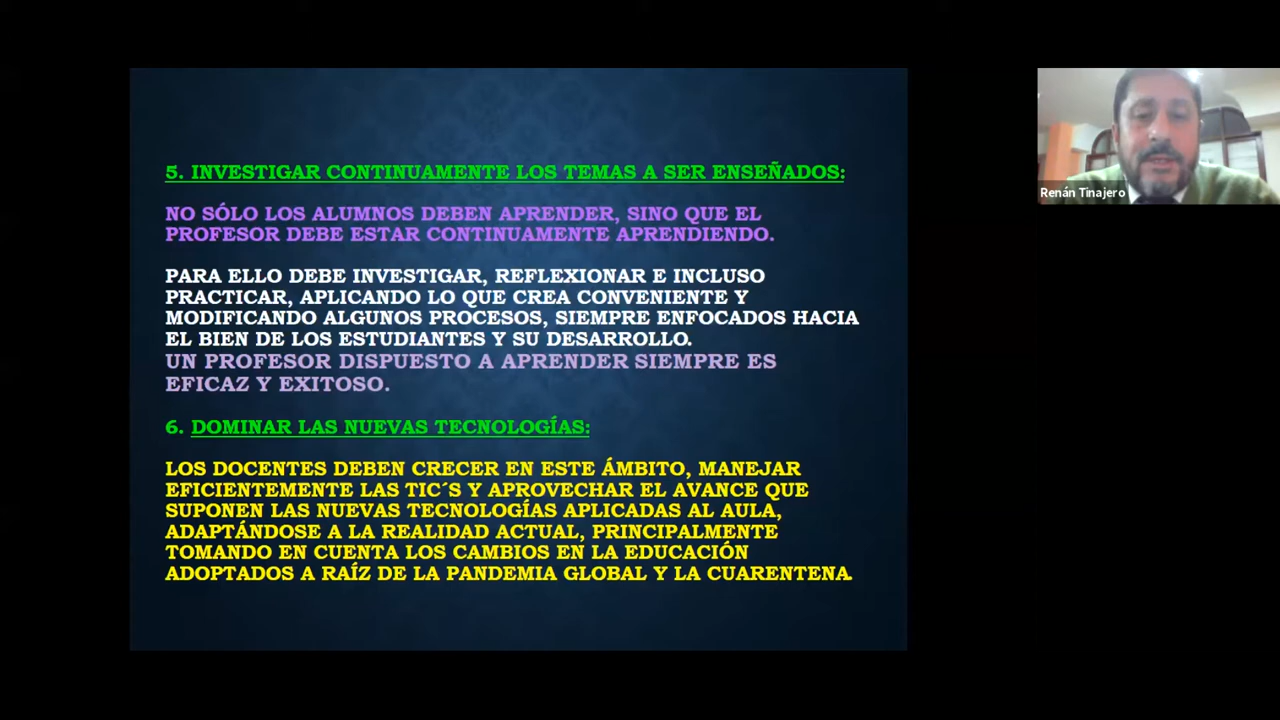 5. INVESTIGAR CONTINUAMENTE LOS TEMAS A SER ENSEÑADOS:
NO SÓLO LOS ALUMNOS DEBEN APRENDER, SINO QUE EL
PROFESOR DEBE ESTAR CONTINUAMENTE APRENDIENDO.
PARA ELLO DEBE INVESTIGAR, REFLEXIONAR E INCLUSO
PRACTICAR, APLICANDO LO QUE CREA CONVENIENTE Y
MODIFICANDO ALGUNOS PROCESOS, SIEMPRE ENFOCADOS HACIA
EL BIEN DE LOS ESTUDIANTES Y SU DESARROLLO.
UN PROFESOR DISPUESTO A APRENDER SIEMPRE ES
EFICAZ Y EXITOSO.
6. DOMINAR LAS NUEVAS TECNOLOGÍAS:
LOS DOCENTES DEBEN CRECER EN ESTE ÁMBITO, MANEJAR
EFICIENTEMENTE LAS TIC´S Y APROVECHAR EL AVANCE QUE
SUPONEN LAS NUEVAS TECNOLOGÍAS APLICADAS AL AULA,
ADAPTÁNDOSE A LA REALIDAD ACTUAL, PRINCIPALMENTE
TOMANDO EN CUENTA LOS CAMBIOS EN LA EDUCACIÓN
ADOPTADOS A RAÍZ DE LA PANDEMIA GLOBAL Y LA CUARENTENA.
Renán Tinajero